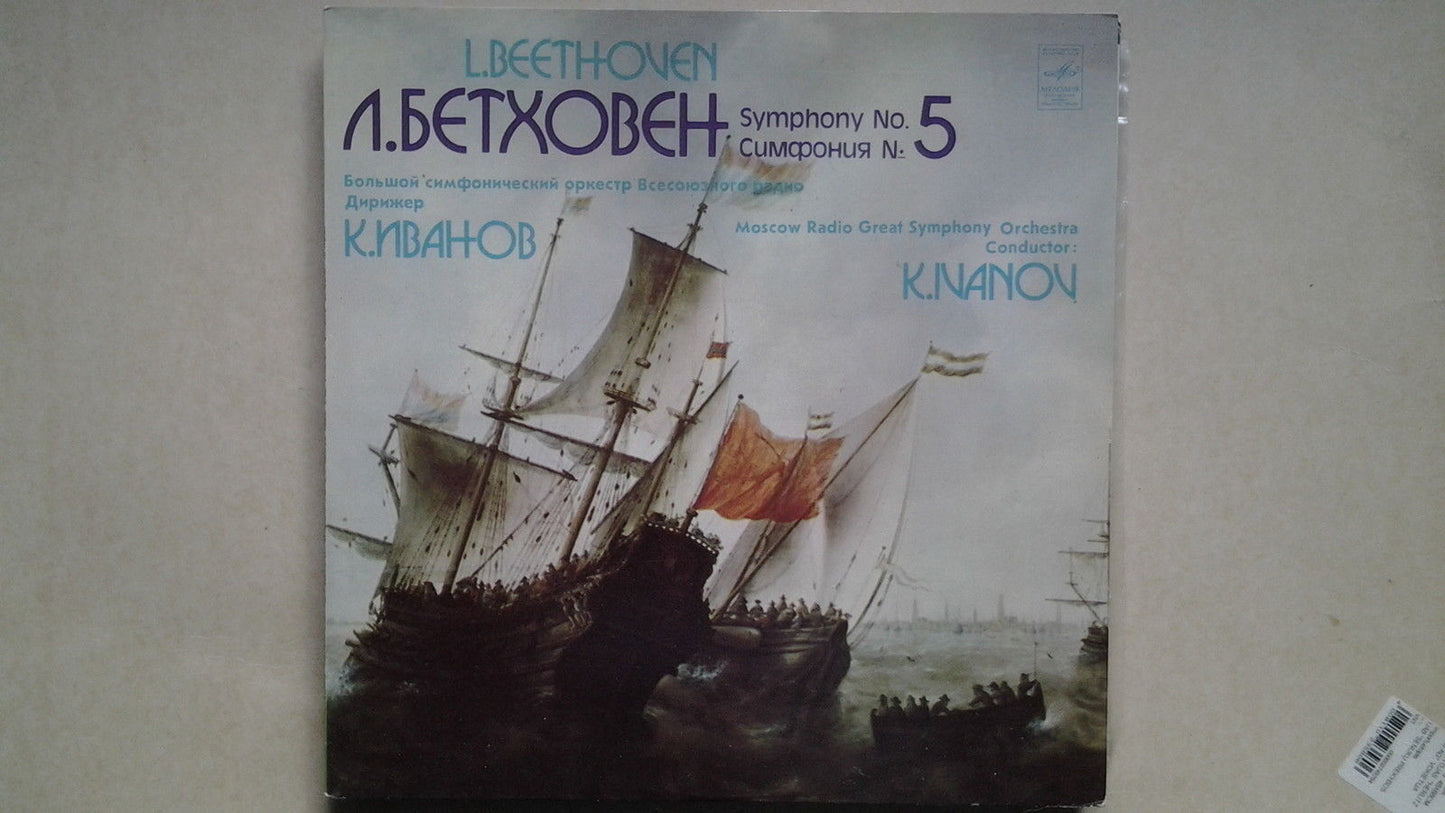 L.BEETHOVEN
Л.БЕТХОВЕН
Symphony No. 5
Симфония №
Большой симфонический оркестр Всесоюзного радио
Дирижер
К.ИВАНОВ
Moscow Radio Great Symphony Orchestra
Conductor:
K.IVANOV
МЕЛОДИЯ